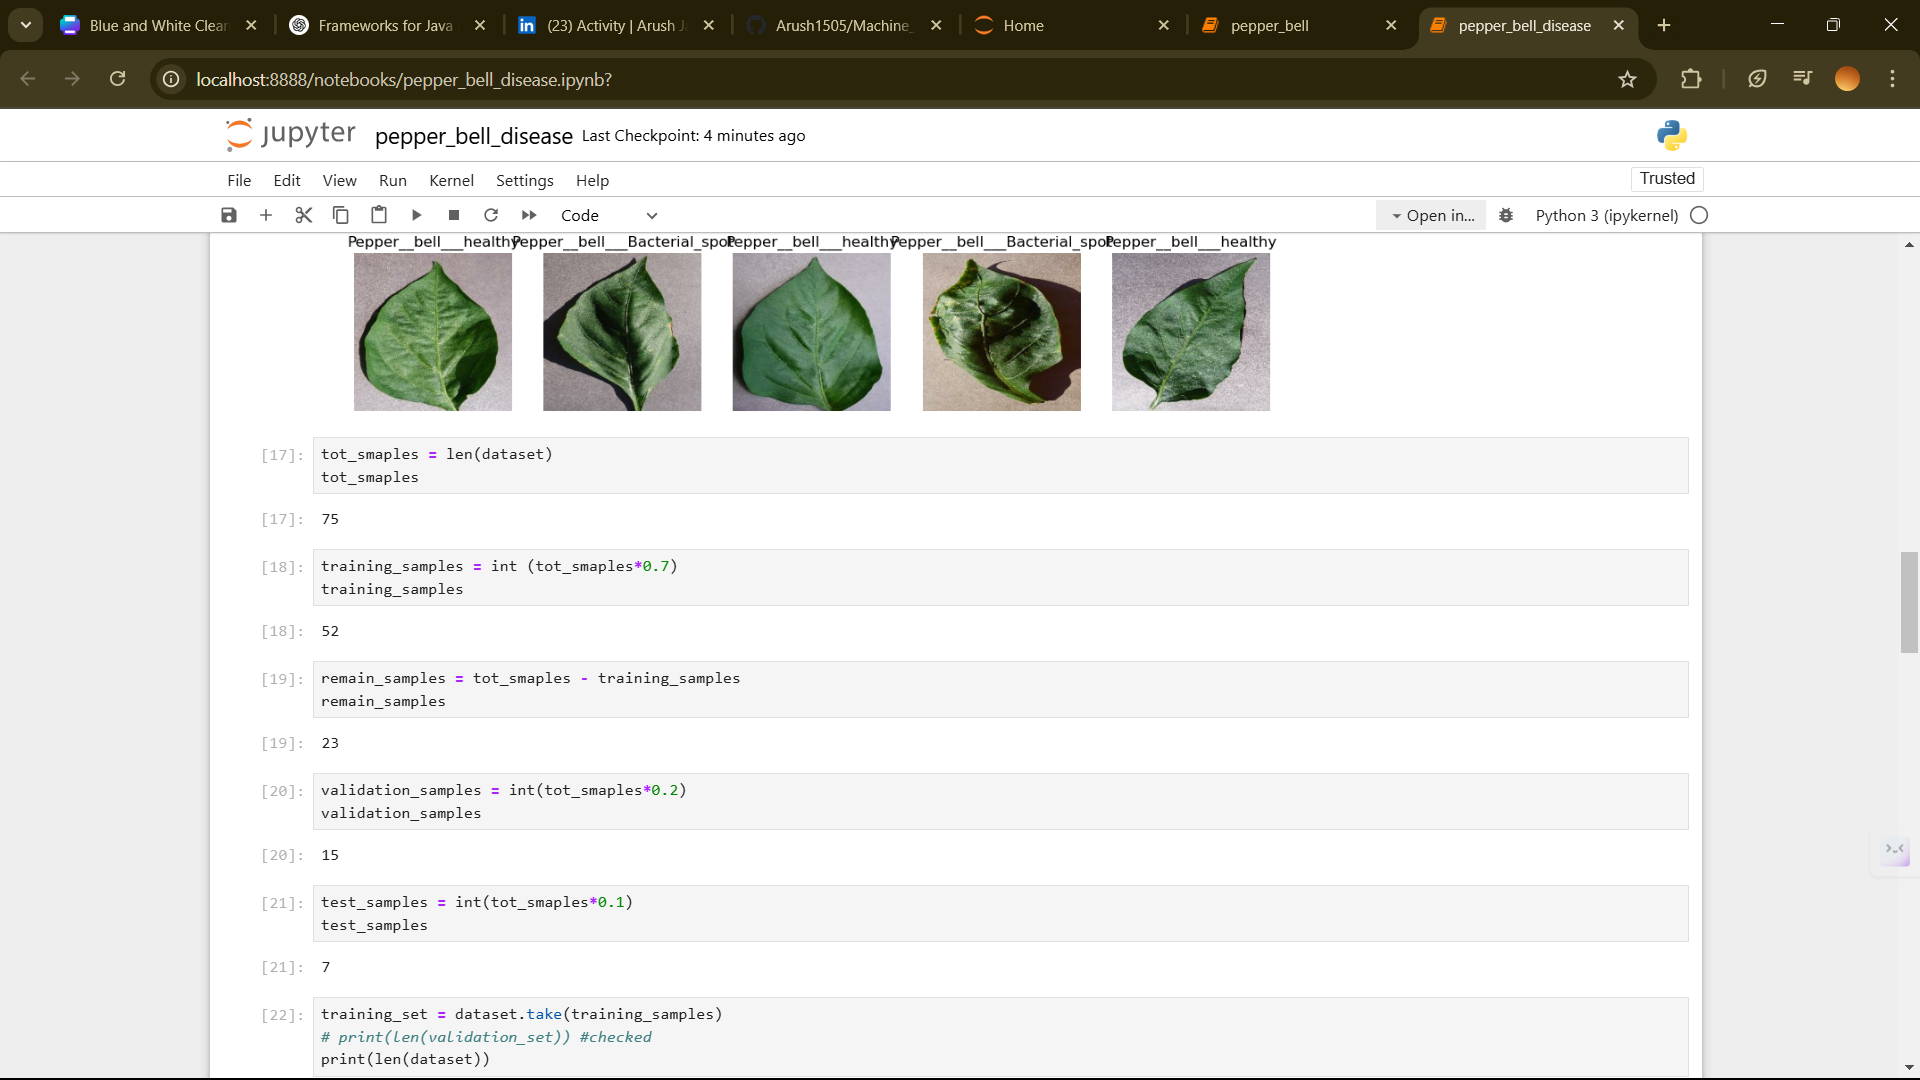 Blue and White Clean
Frameworks for Java
(23) Activity | Arush J
Arush1505/Machine_
Home
pepper_bell
pepper_bell_disease
localhost:8888/notebooks/pepper_bell_disease.ipynb?
jupyter pepper_bell_disease Last Checkpoint: 4 minutes ago
File Edit View Run Kernel Settings Help
Trusted
Code
Open in...
Python 3 (ipykernel)
Pepper__bell___healthy Pepper__bell___Bacterial_spot Pepper__bell___healthy Pepper__bell___Bacterial_spot Pepper__bell___healthy
[17]: tot_smaples = len(dataset)
tot_smaples
[17]: 75
[18]: training_samples = int (tot_smaples*0.7)
training_samples
[18]: 52
[19]: remain_samples = tot_smaples - training_samples
remain_samples
[19]: 23
[20]: validation_samples = int(tot_smaples*0.2)
validation_samples
[20]: 15
[21]: test_samples = int(tot_smaples*0.1)
test_samples
[21]: 7
[22]: training_set = dataset.take(training_samples)
# print(len(validation_set)) #checked
print(len(dataset))